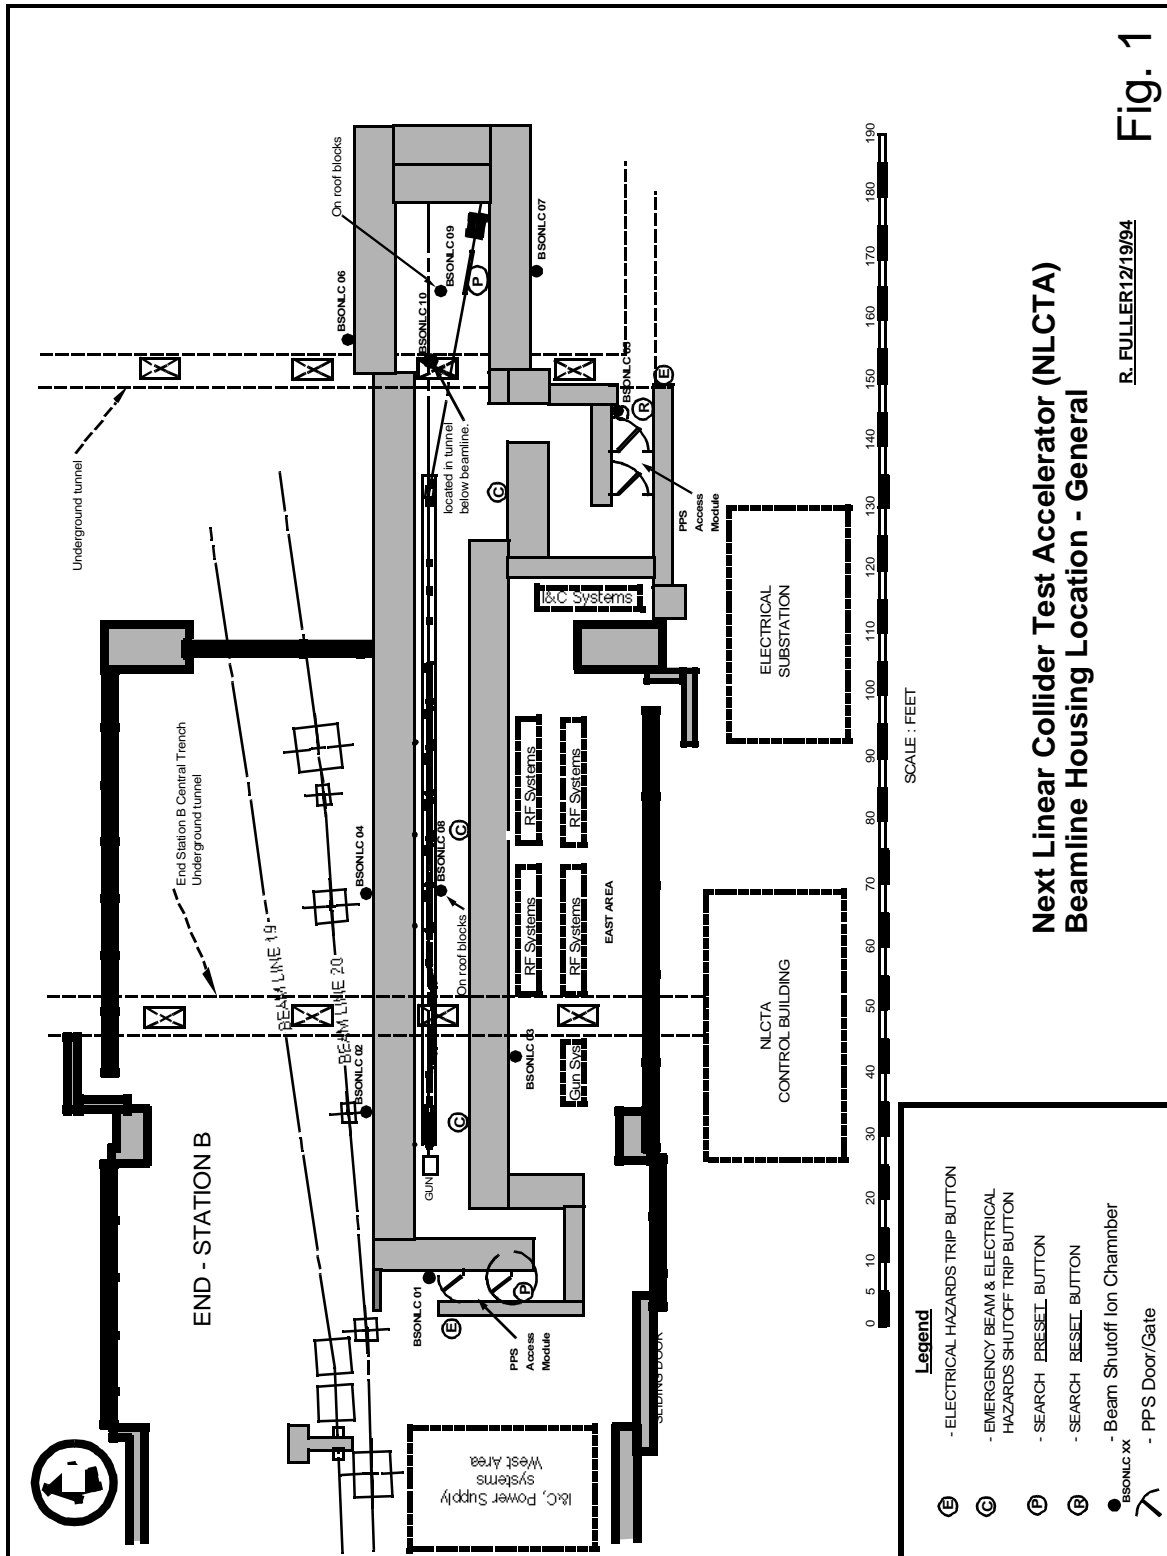 Fig. 1
R. FULLER12/19/94
Next Linear Collider Test Accelerator (NLCTA)
Beamline Housing Location - General
SCALE : FEET
0 5 10 20 30 40 50 60 70 80 90 100 110 120 130 140 150 160 170 180 190
Underground tunnel
End Station B Central Trench
Underground tunnel
On roof blocks
BSONLC 06
BSONLC 09
BSONLC 10
BSONLC 07
BSONLC 05
located in tunnel
below beamline.
E
R
P
C
PPS
Access
Module
I&C Systems
ELECTRICAL
SUBSTATION
BEAM LINE 19
BEAM LINE 20
BSONLC 04
BSONLC 08
On roof blocks
C
RF Systems
RF Systems
RF Systems
RF Systems
EAST AREA
BSONLC 02
BSONLC 03
Gun Sys
C
NLCTA
CONTROL BUILDING
END - STATION B
GUN
BSONLC 01
E
P
PPS
Access
Module
SLIDING DOOR
I&C, Power Supply
systems
West Area
Legend
E - ELECTRICAL HAZARDS TRIP BUTTON
C - EMERGENCY BEAM & ELECTRICAL
HAZARDS SHUTOFF TRIP BUTTON
P - SEARCH PRESET BUTTON
R - SEARCH RESET BUTTON
BSONLC XX - Beam Shutoff Ion Chamnber
- PPS Door/Gate